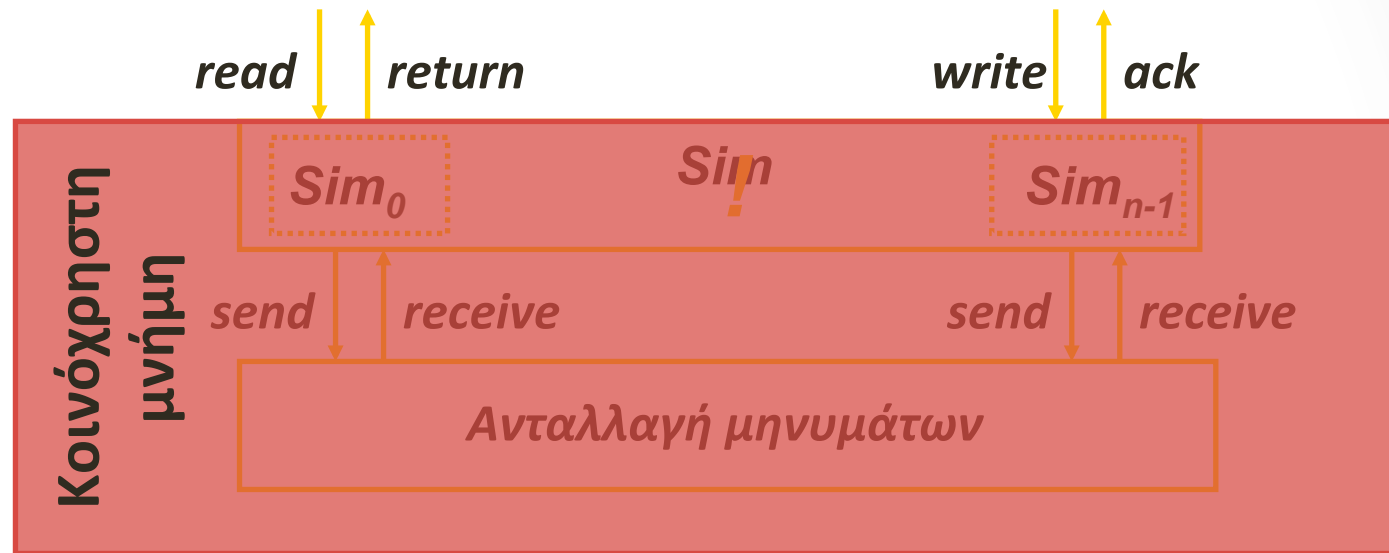 read return write ack
Sim
Sim0 ! Simn-1
send receive send receive
Κοινόχρηστη
μνήμη
Ανταλλαγή μηνυμάτων